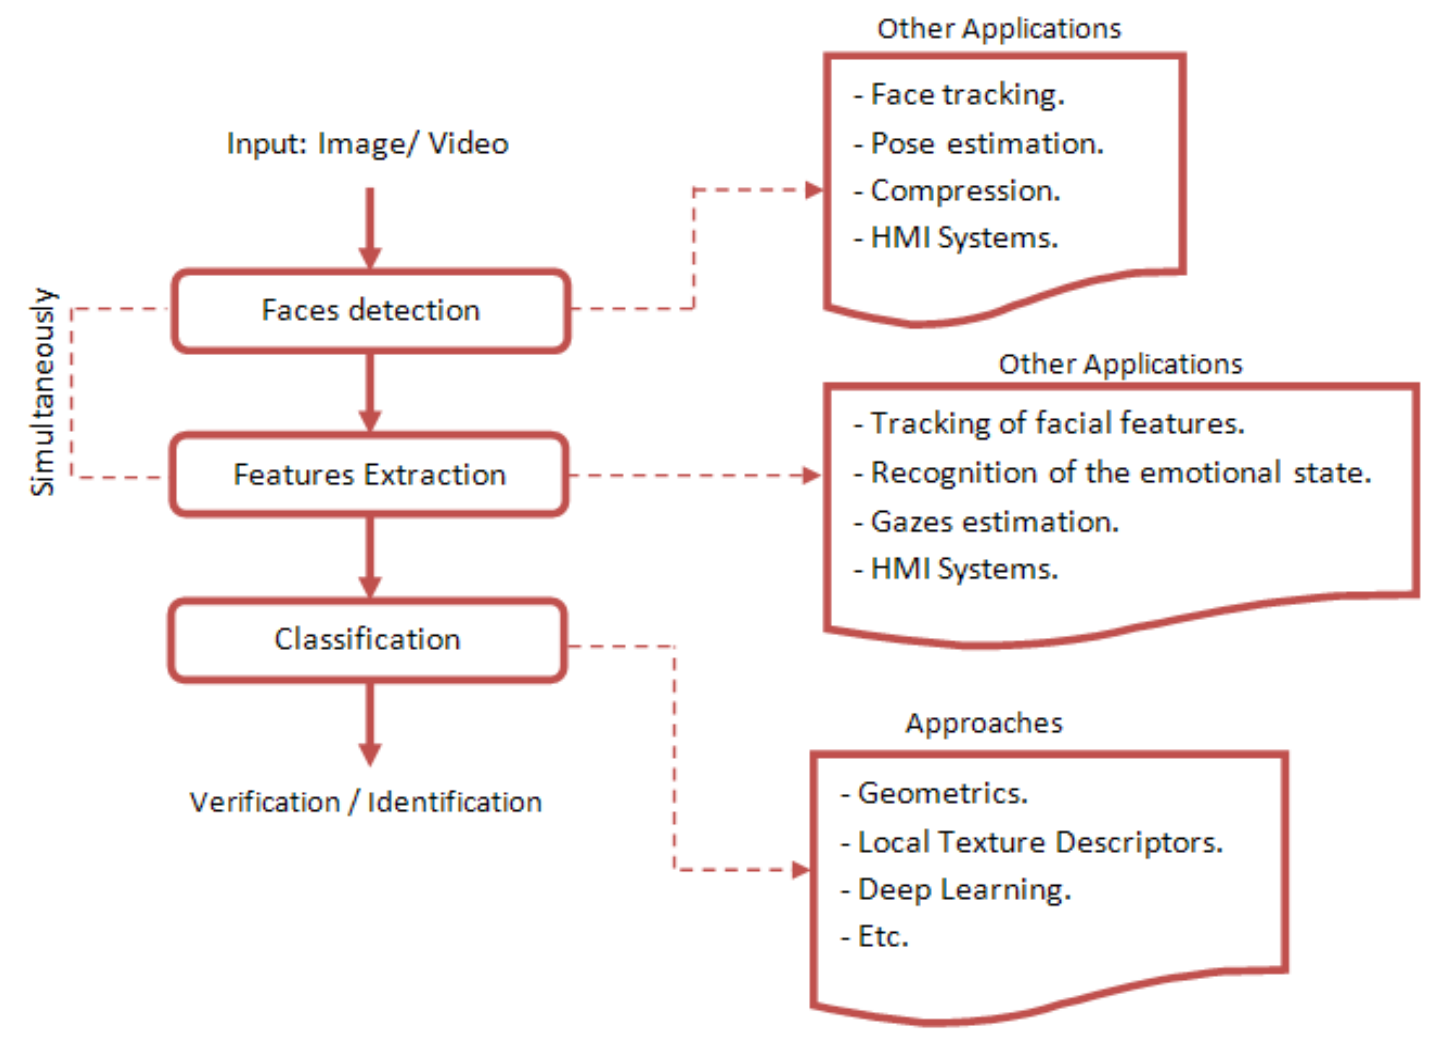 Other Applications
- Face tracking.
- Pose estimation.
- Compression.
- HMI Systems.
Input: Image/ Video
Faces detection
Simultaneously
Features Extraction
Other Applications
- Tracking of facial features.
- Recognition of the emotional state.
- Gazes estimation.
- HMI Systems.
Classification
Verification / Identification
Approaches
- Geometrics.
- Local Texture Descriptors.
- Deep Learning.
- Etc.